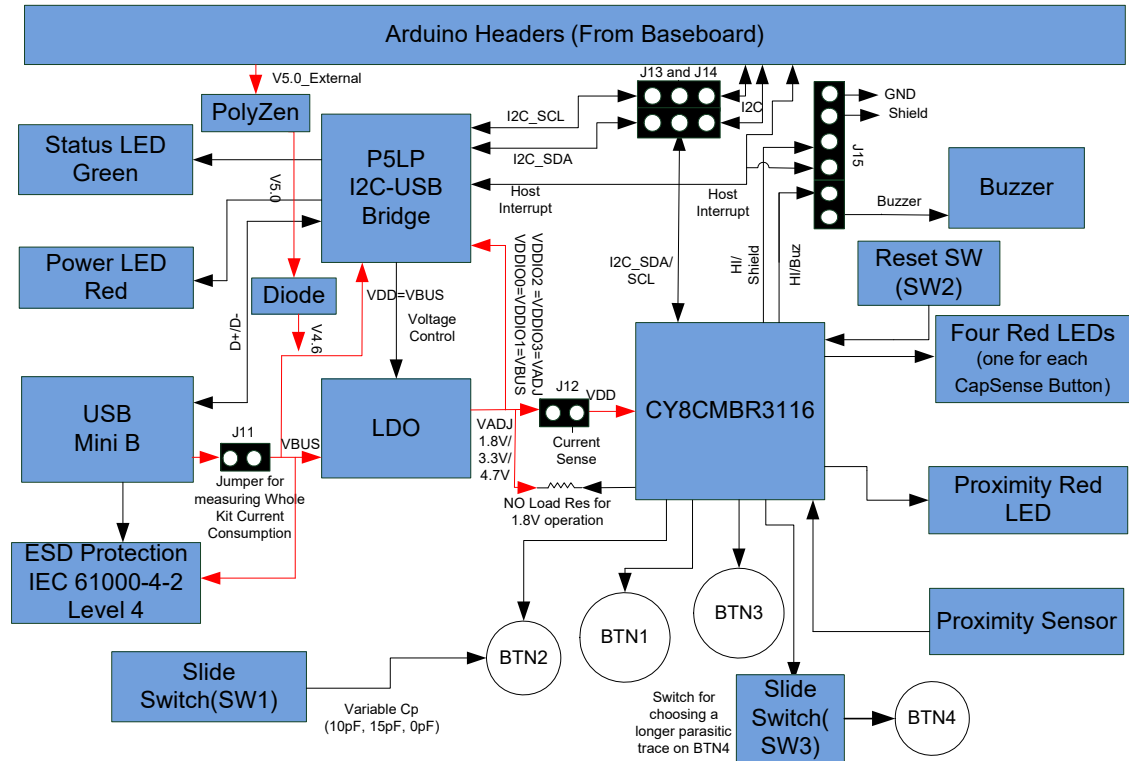 Arduino Headers (From Baseboard)
V5.0_External
PolyZen
J13 and J14
I2C
GND
Shield
J15
Status LED
Green
P5LP
I2C-USB
Bridge
I2C_SCL
I2C_SDA
Host
Interrupt
Host
Interrupt
Buzzer
Buzzer
V5.0
Power LED
Red
Diode
V4.6
VDD=VBUS
D+/D-
Voltage
Control
VDDIO0=VDDIO1=VBUS
VDDIO2 =VDDIO3=VADJ
I2C_SDA/
SCL
HI/
Shield
HI/Buz
Reset SW
(SW2)
Four Red LEDs
(one for each
CapSense Button)
USB
Mini B
J11
VBUS
Jumper for
measuring Whole
Kit Current
Consumption
LDO
VADJ
1.8V/
3.3V/
4.7V
J12
VDD
Current
Sense
CY8CMBR3116
NO Load Res for
1.8V operation
Proximity Red
LED
ESD Protection
IEC 61000-4-2
Level 4
Proximity Sensor
BTN2
BTN1
BTN3
Slide
Switch(SW1)
Variable Cp
(10pF, 15pF, 0pF)
Switch for
choosing a
longer parasitic
trace on BTN4
Slide
Switch(
SW3)
BTN4